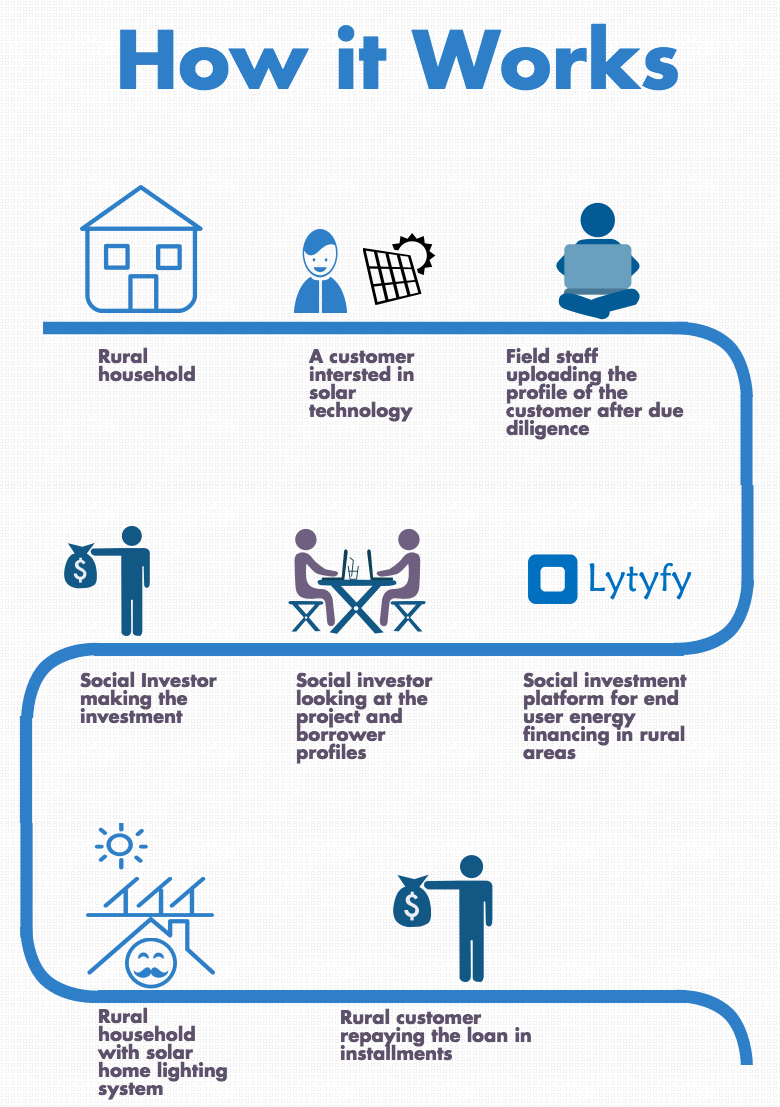 How it Works
Rural
household
A customer
intersted in
solar
technology
Field staff
uploading the
profile of the
customer after due
diligence
$
Lytyfy
Social Investor
making the
investment
Social investor
looking at the
project and
borrower
profiles
Social investment
platform for end
user energy
financing in rural
areas
$
Rural
household
with solar
home lighting
system
Rural customer
repaying the loan in
installments